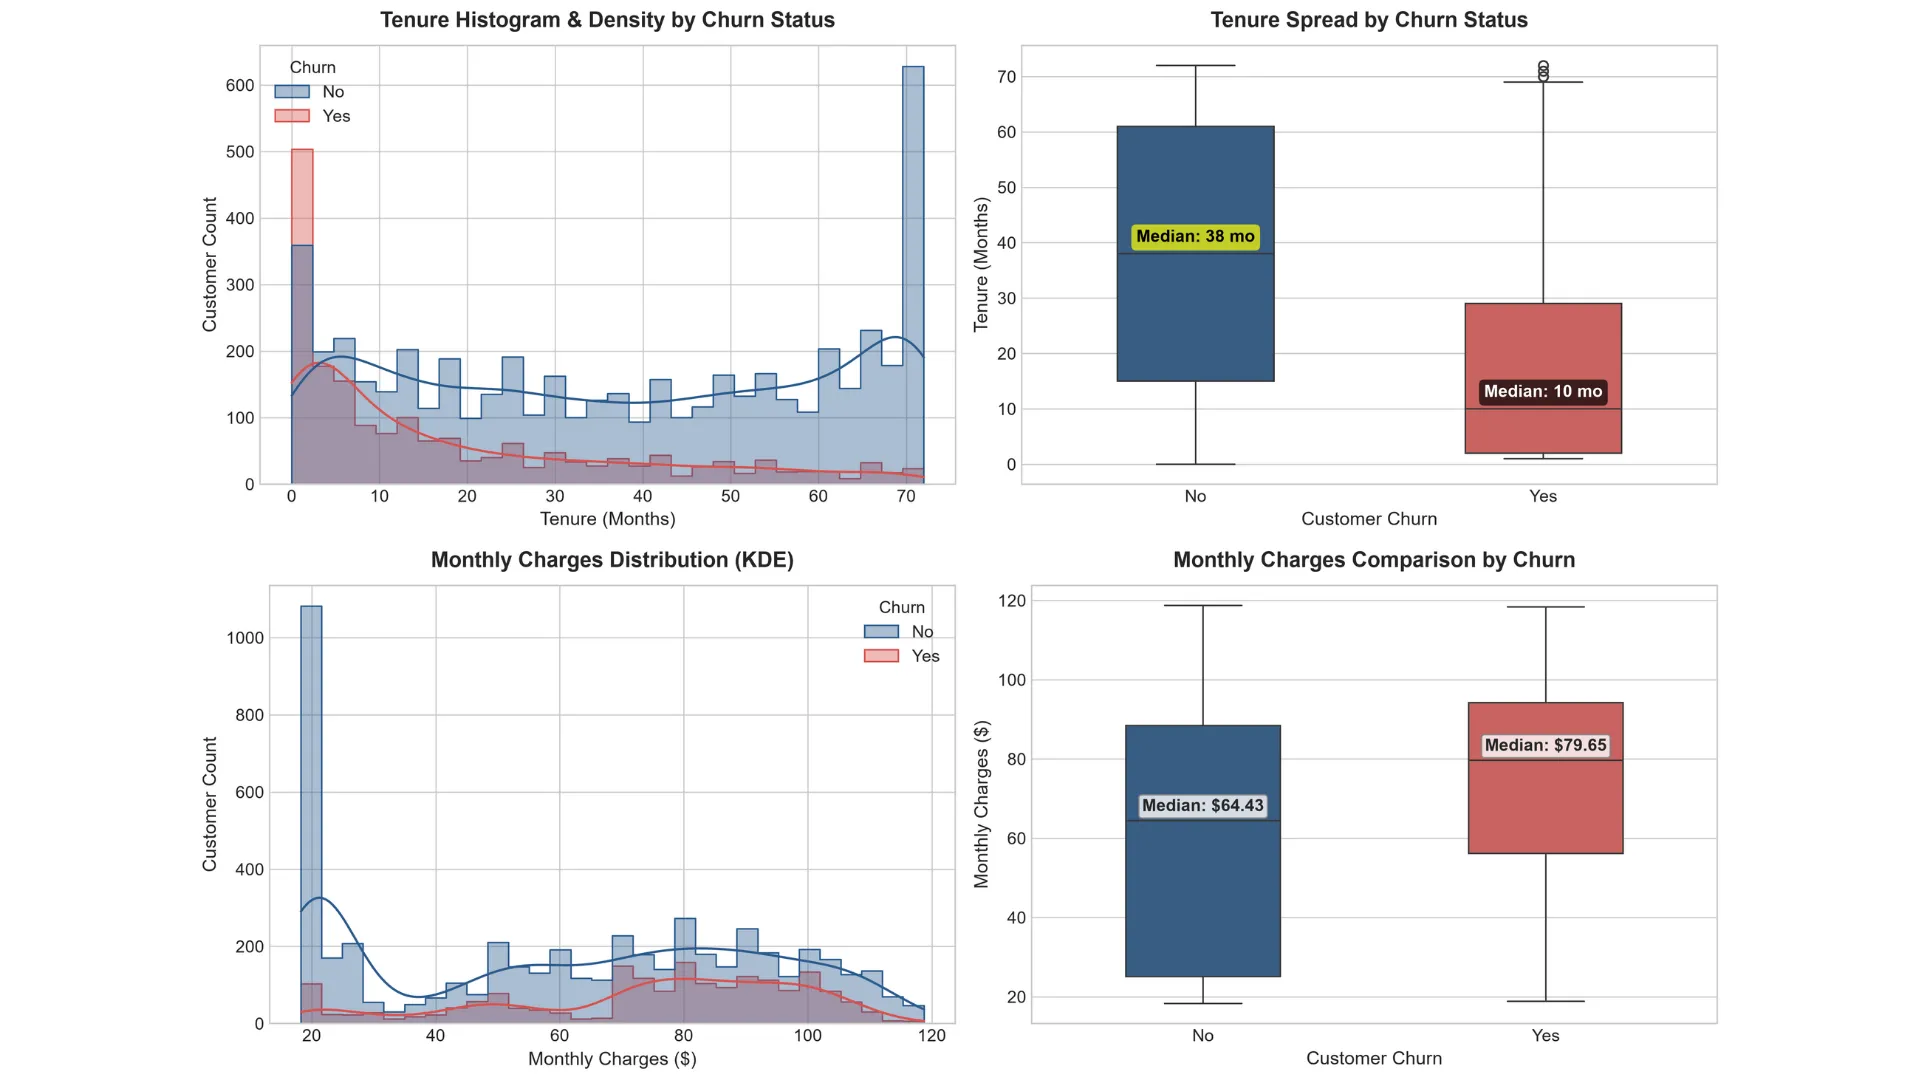 Tenure Histogram & Density by Churn Status
Churn
No
Yes
600
500
400
300
200
100
0
Customer Count
0 10 20 30 40 50 60 70
Tenure (Months)
Tenure Spread by Churn Status
70
60
50
40
30
20
10
0
Tenure (Months)
Median: 38 mo
Median: 10 mo
No Yes
Customer Churn
Monthly Charges Distribution (KDE)
Churn
No
Yes
1000
800
600
400
200
0
Customer Count
20 40 60 80 100 120
Monthly Charges ($)
Monthly Charges Comparison by Churn
120
100
80
60
40
20
Monthly Charges ($)
Median: $79.65
Median: $64.43
No Yes
Customer Churn